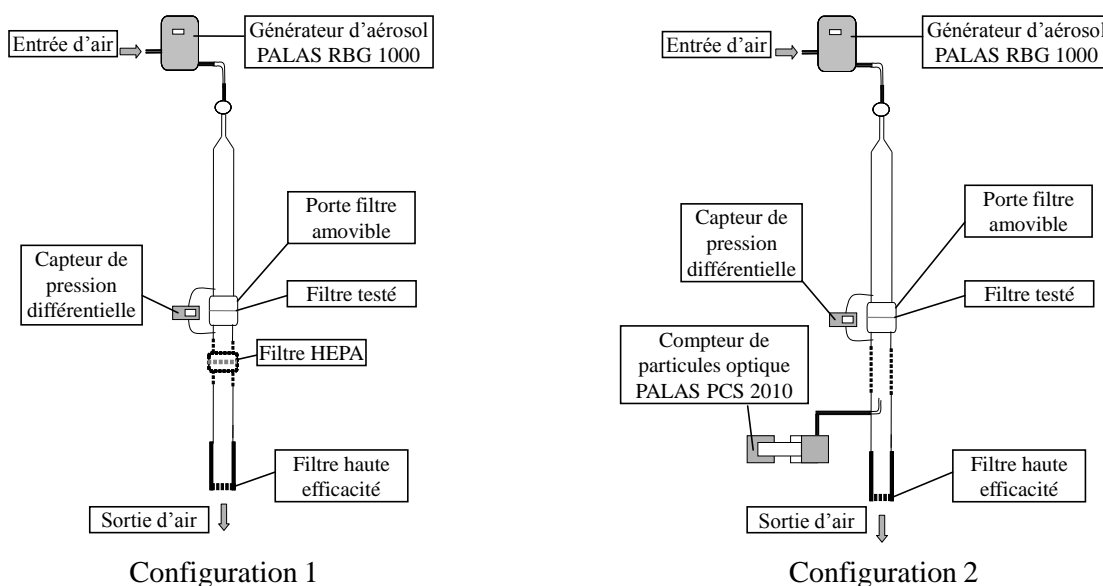 Entrée d'air
Générateur d'aérosol
PALAS RBG 1000
Porte filtre
amovible
Capteur de
pression
différentielle
Filtre testé
Filtre HEPA
Filtre haute
efficacité
Sortie d'air
Configuration 1
Entrée d'air
Générateur d'aérosol
PALAS RBG 1000
Porte filtre
amovible
Capteur de
pression
différentielle
Filtre testé
Compteur de
particules optique
PALAS PCS 2010
Filtre haute
efficacité
Sortie d'air
Configuration 2